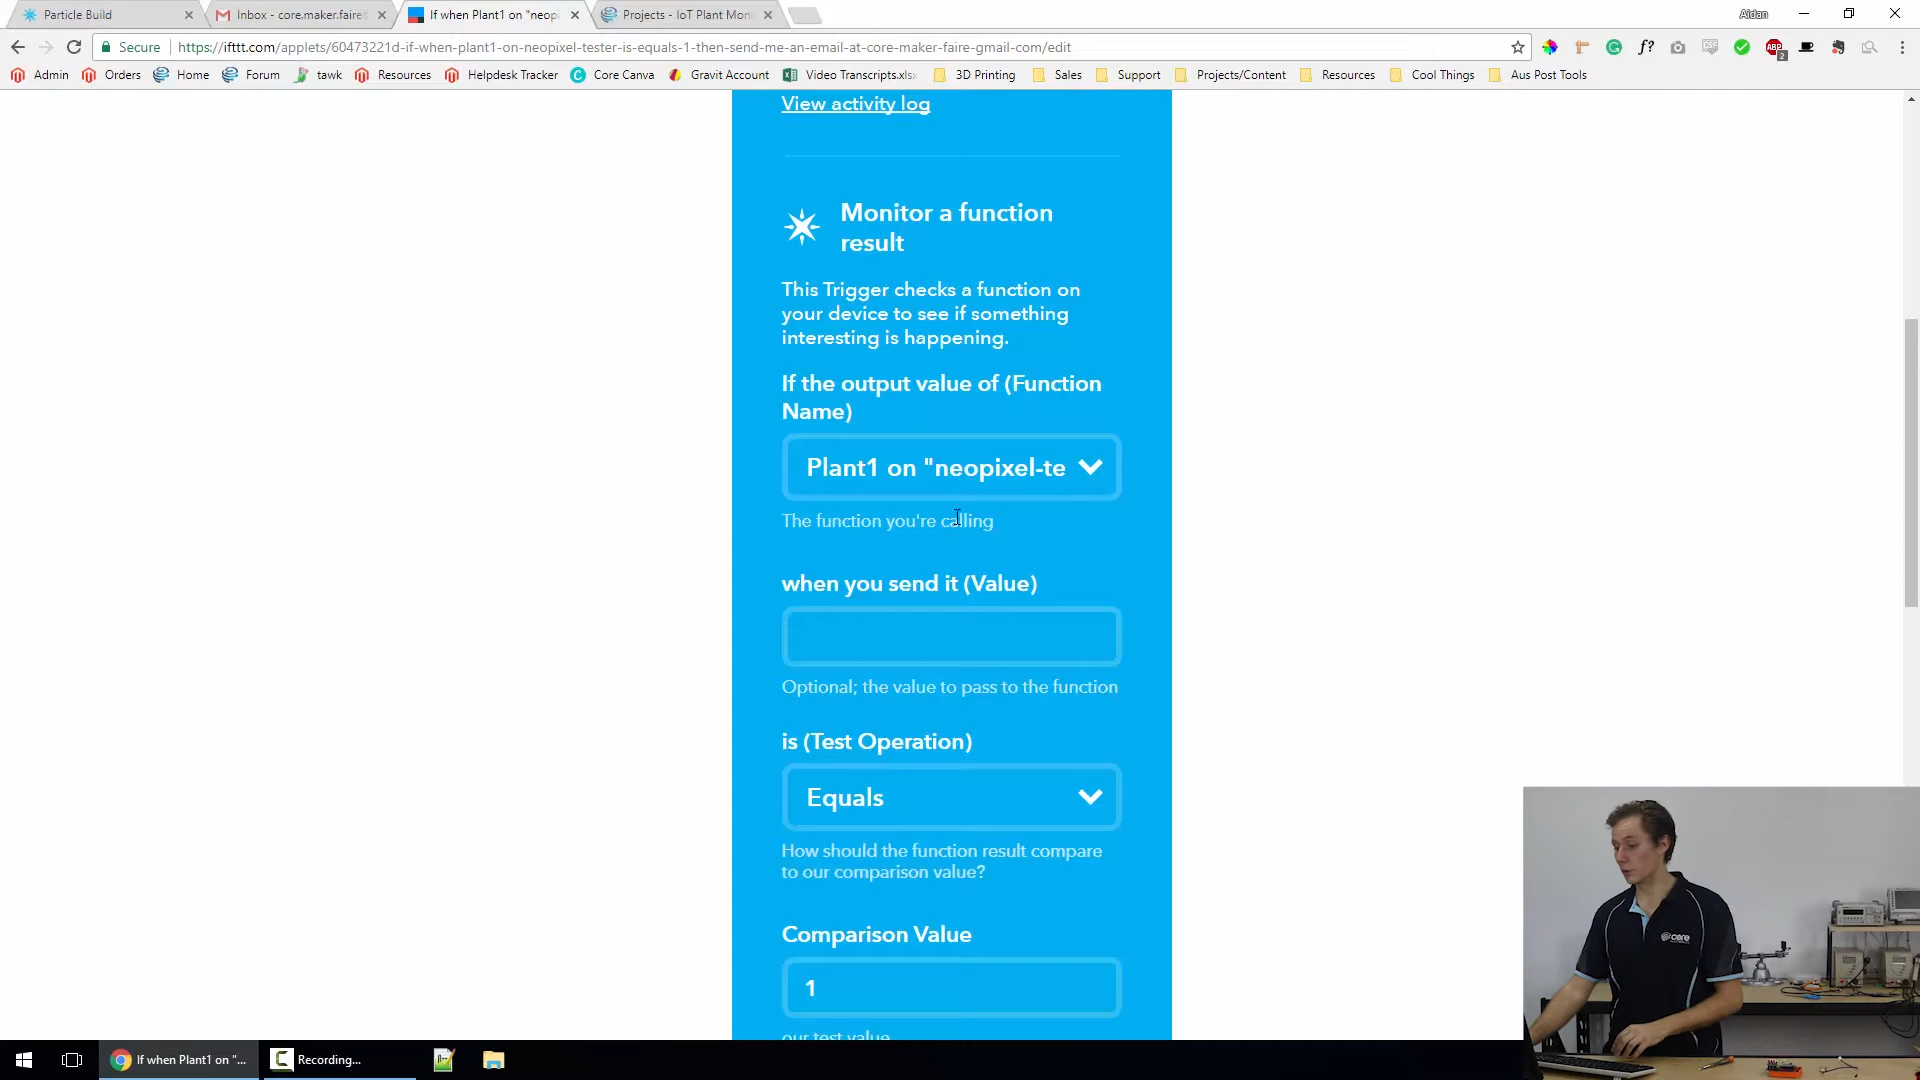 Particle Build
Inbox - core.maker.faire
If when Plant1 on "neop
Projects - IoT Plant Mon
Aidan
Secure
https://ifttt.com/applets/60473221d-if-when-plant1-on-neopixel-tester-is-equals-1-then-send-me-an-email-at-core-maker-faire-gmail-com/edit
Admin Orders Home Forum tawk Resources Helpdesk Tracker Core Canva Gravit Account Video Transcripts.xlsx 3D Printing Sales Support Projects/Content Resources Cool Things Aus Post Tools
View activity log
Monitor a function
result
This Trigger checks a function on
your device to see if something
interesting is happening.
If the output value of (Function
Name)
Plant1 on "neopixel-te
The function you're calling
when you send it (Value)
Optional; the value to pass to the function
is (Test Operation)
Equals
How should the function result compare
to our comparison value?
Comparison Value
1
our test value
core
If when Plant1 on "...
Recording...